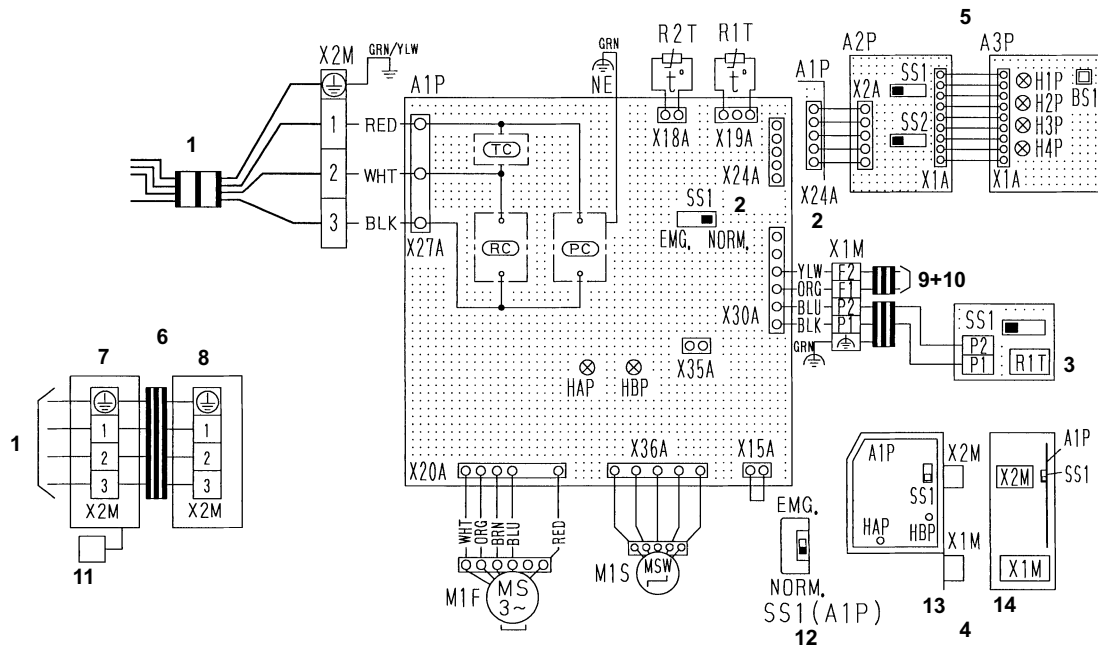 5
R2T R1T
A2P A3P
X2M GRN/YLW
GRN
t° t°
A1P
SS1
H1P BS1
A1P NE
X2A
H2P
1 RED
X18A X19A
H3P
1
TC
SS2
H4P
2 WHT
X24A
X1A X1A
SS1 2
X24A
3 BLK
RC PC
EMG. NORM.
2
X27A
X1M
YLW F2
9+10
ORG F1
BLU P2
X30A BLK P1
GRN
SS1
P2
P1 R1T 3
6
7 8
X35A
HAP HBP
1 1
1
2 2
3 3
X2M X2M
11
X20A X36A X15A
WHT ORG BRN BLU RED
M1F MS 3~
M1S MSW
EMG.
NORM.
SS1(A1P)
12
A1P X2M
SS1
HAP HBP
X1M
13
A1P
X2M SS1
X1M
14
4